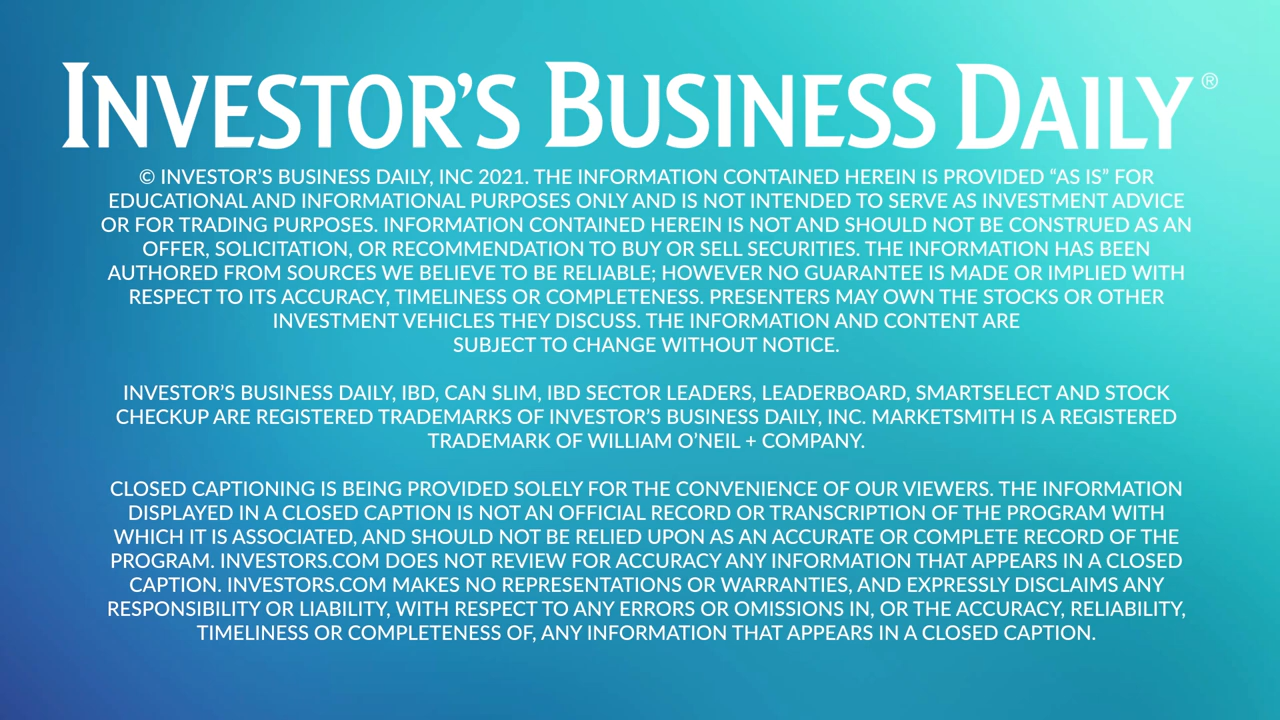 INVESTOR'S BUSINESS DAILY®
© INVESTOR'S BUSINESS DAILY, INC 2021. THE INFORMATION CONTAINED HEREIN IS PROVIDED “AS IS” FOR
EDUCATIONAL AND INFORMATIONAL PURPOSES ONLY AND IS NOT INTENDED TO SERVE AS INVESTMENT ADVICE
OR FOR TRADING PURPOSES. INFORMATION CONTAINED HEREIN IS NOT AND SHOULD NOT BE CONSTRUED AS AN
OFFER, SOLICITATION, OR RECOMMENDATION TO BUY OR SELL SECURITIES. THE INFORMATION HAS BEEN
AUTHORED FROM SOURCES WE BELIEVE TO BE RELIABLE; HOWEVER NO GUARANTEE IS MADE OR IMPLIED WITH
RESPECT TO ITS ACCURACY, TIMELINESS OR COMPLETENESS. PRESENTERS MAY OWN THE STOCKS OR OTHER
INVESTMENT VEHICLES THEY DISCUSS. THE INFORMATION AND CONTENT ARE
SUBJECT TO CHANGE WITHOUT NOTICE.
INVESTOR'S BUSINESS DAILY, IBD, CAN SLIM, IBD SECTOR LEADERS, LEADERBOARD, SMARTSELECT AND STOCK
CHECKUP ARE REGISTERED TRADEMARKS OF INVESTOR'S BUSINESS DAILY, INC. MARKETSMITH IS A REGISTERED
TRADEMARK OF WILLIAM O'NEIL + COMPANY.
CLOSED CAPTIONING IS BEING PROVIDED SOLELY FOR THE CONVENIENCE OF OUR VIEWERS. THE INFORMATION
DISPLAYED IN A CLOSED CAPTION IS NOT AN OFFICIAL RECORD OR TRANSCRIPTION OF THE PROGRAM WITH
WHICH IT IS ASSOCIATED, AND SHOULD NOT BE RELIED UPON AS AN ACCURATE OR COMPLETE RECORD OF THE
PROGRAM. INVESTORS.COM DOES NOT REVIEW FOR ACCURACY ANY INFORMATION THAT APPEARS IN A CLOSED
CAPTION. INVESTORS.COM MAKES NO REPRESENTATIONS OR WARRANTIES, AND EXPRESSLY DISCLAIMS ANY
RESPONSIBILITY OR LIABILITY, WITH RESPECT TO ANY ERRORS OR OMISSIONS IN, OR THE ACCURACY, RELIABILITY,
TIMELINESS OR COMPLETENESS OF, ANY INFORMATION THAT APPEARS IN A CLOSED CAPTION.